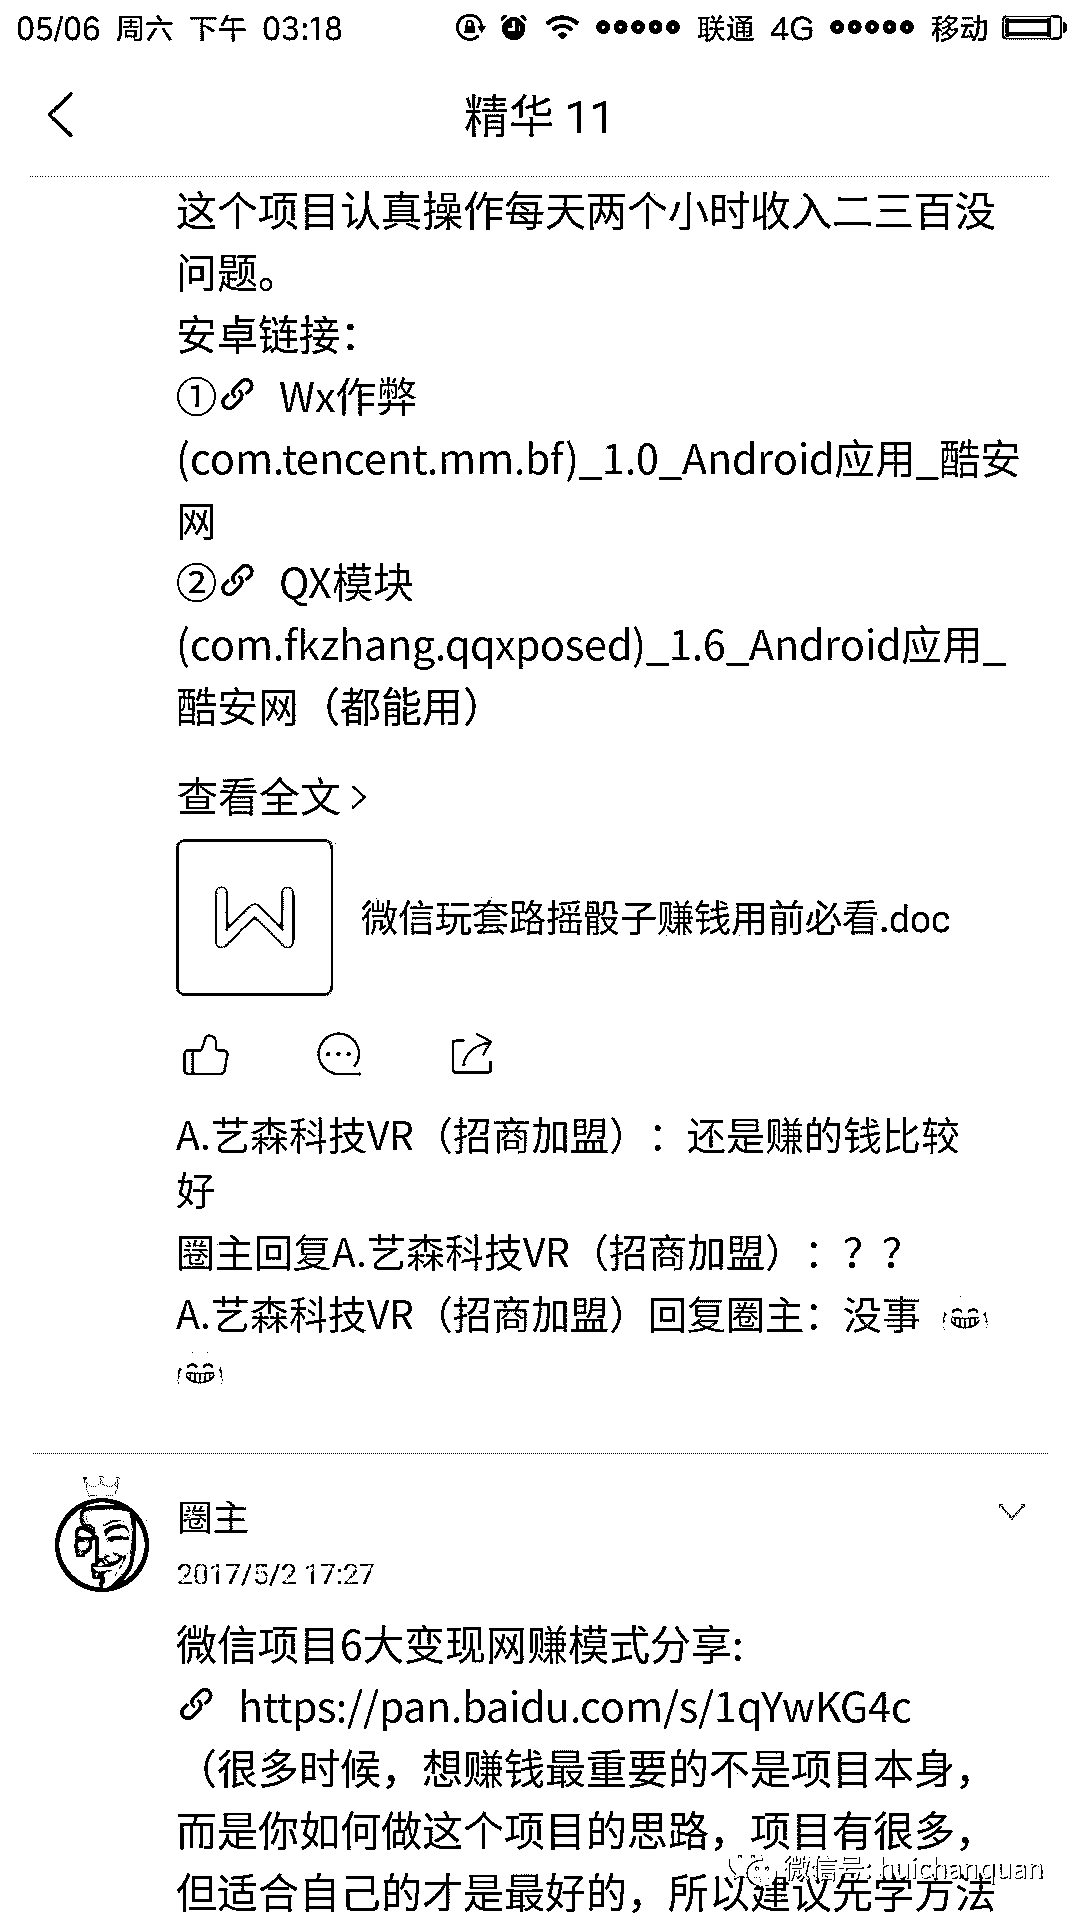 05/06 周六 下午 03:18 联通 4G 移动
精华 11
这个项目认真操作每天两个小时收入二三百没
问题。
安卓链接：
① Wx作弊
(com.tencent.mm.bf)_1.0_Android应用_酷安
网
② QX模块
(com.fkzhang.qqxposed)_1.6_Android应用_
酷安网（都能用）
查看全文
W
微信玩套路摇骰子赚钱用前必看.doc
A.艺森科技VR（招商加盟）：还是赚的钱比较
好
圈主回复A.艺森科技VR（招商加盟）：？？
A.艺森科技VR（招商加盟）回复圈主：没事
圈主
2017/5/2 17:27
微信项目6大变现网赚模式分享:
https://pan.baidu.com/s/1qYwKG4c
（很多时候，想赚钱最重要的不是项目本身，
而是你如何做这个项目的思路，项目有很多，
但适合自己的才是最好的，所以建议先学方法
微信号: huichanquan